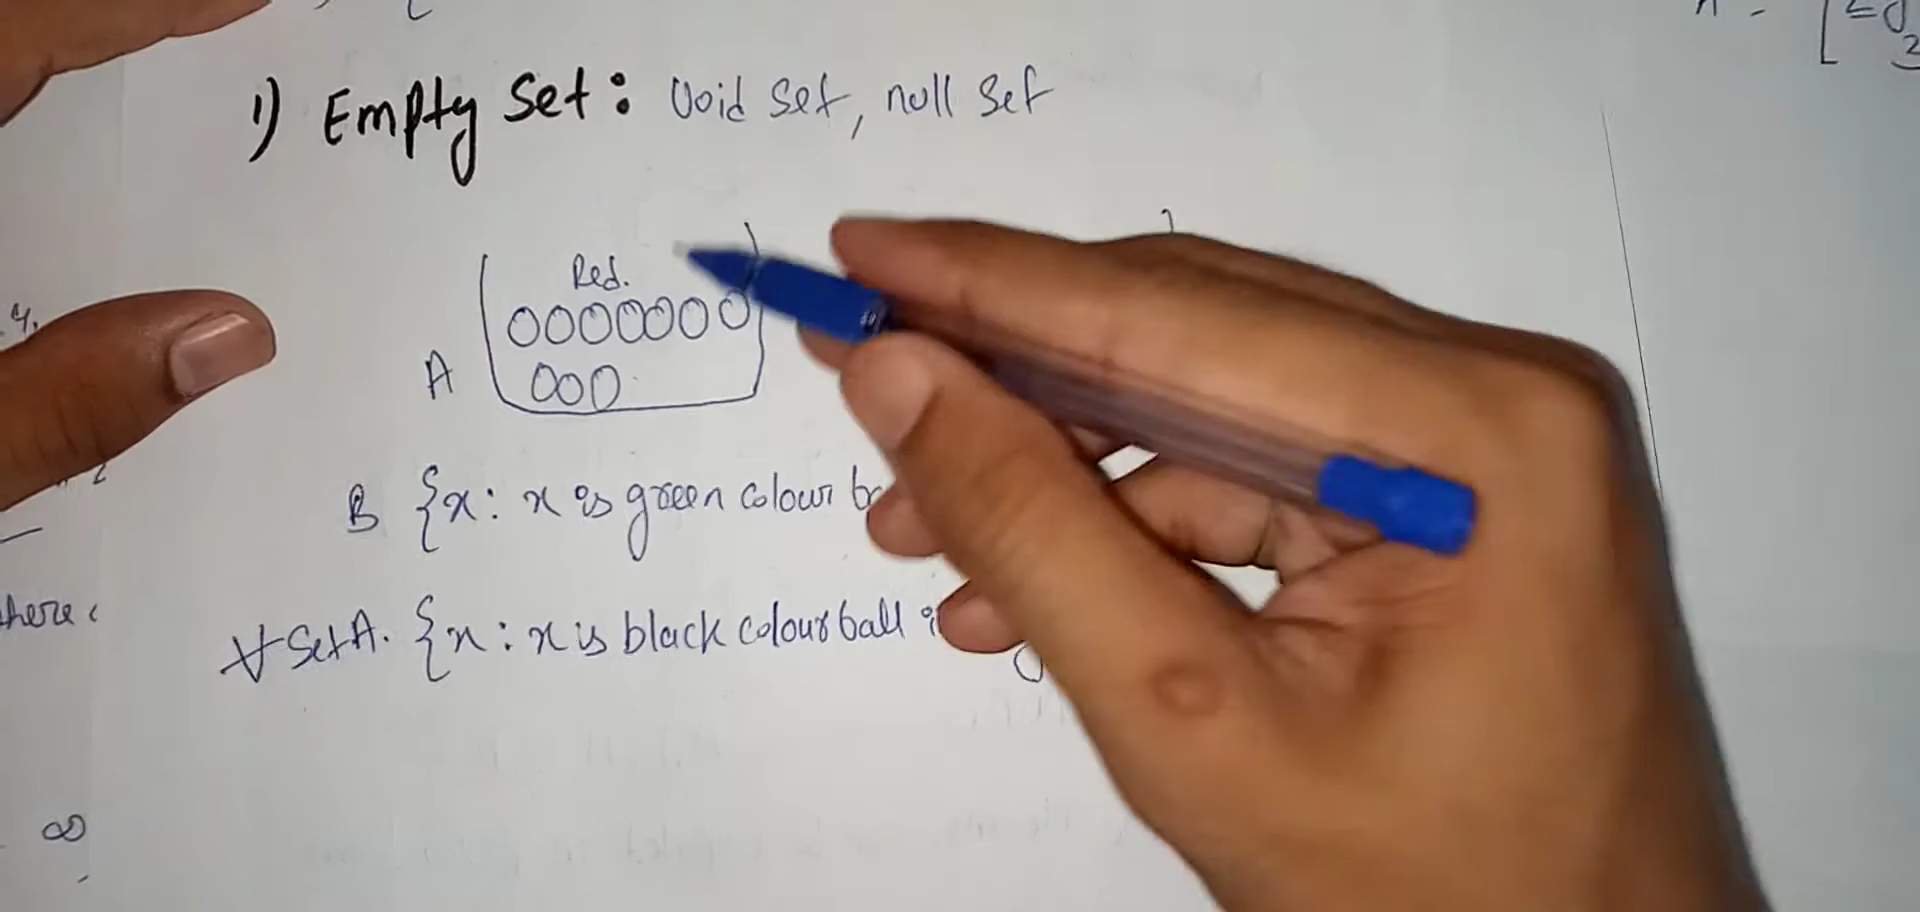 1) Empty Set: Void Set, null Set
Red.
A
B {x: x is green colour
∀ Set A. {x: x is black colour ball
∞